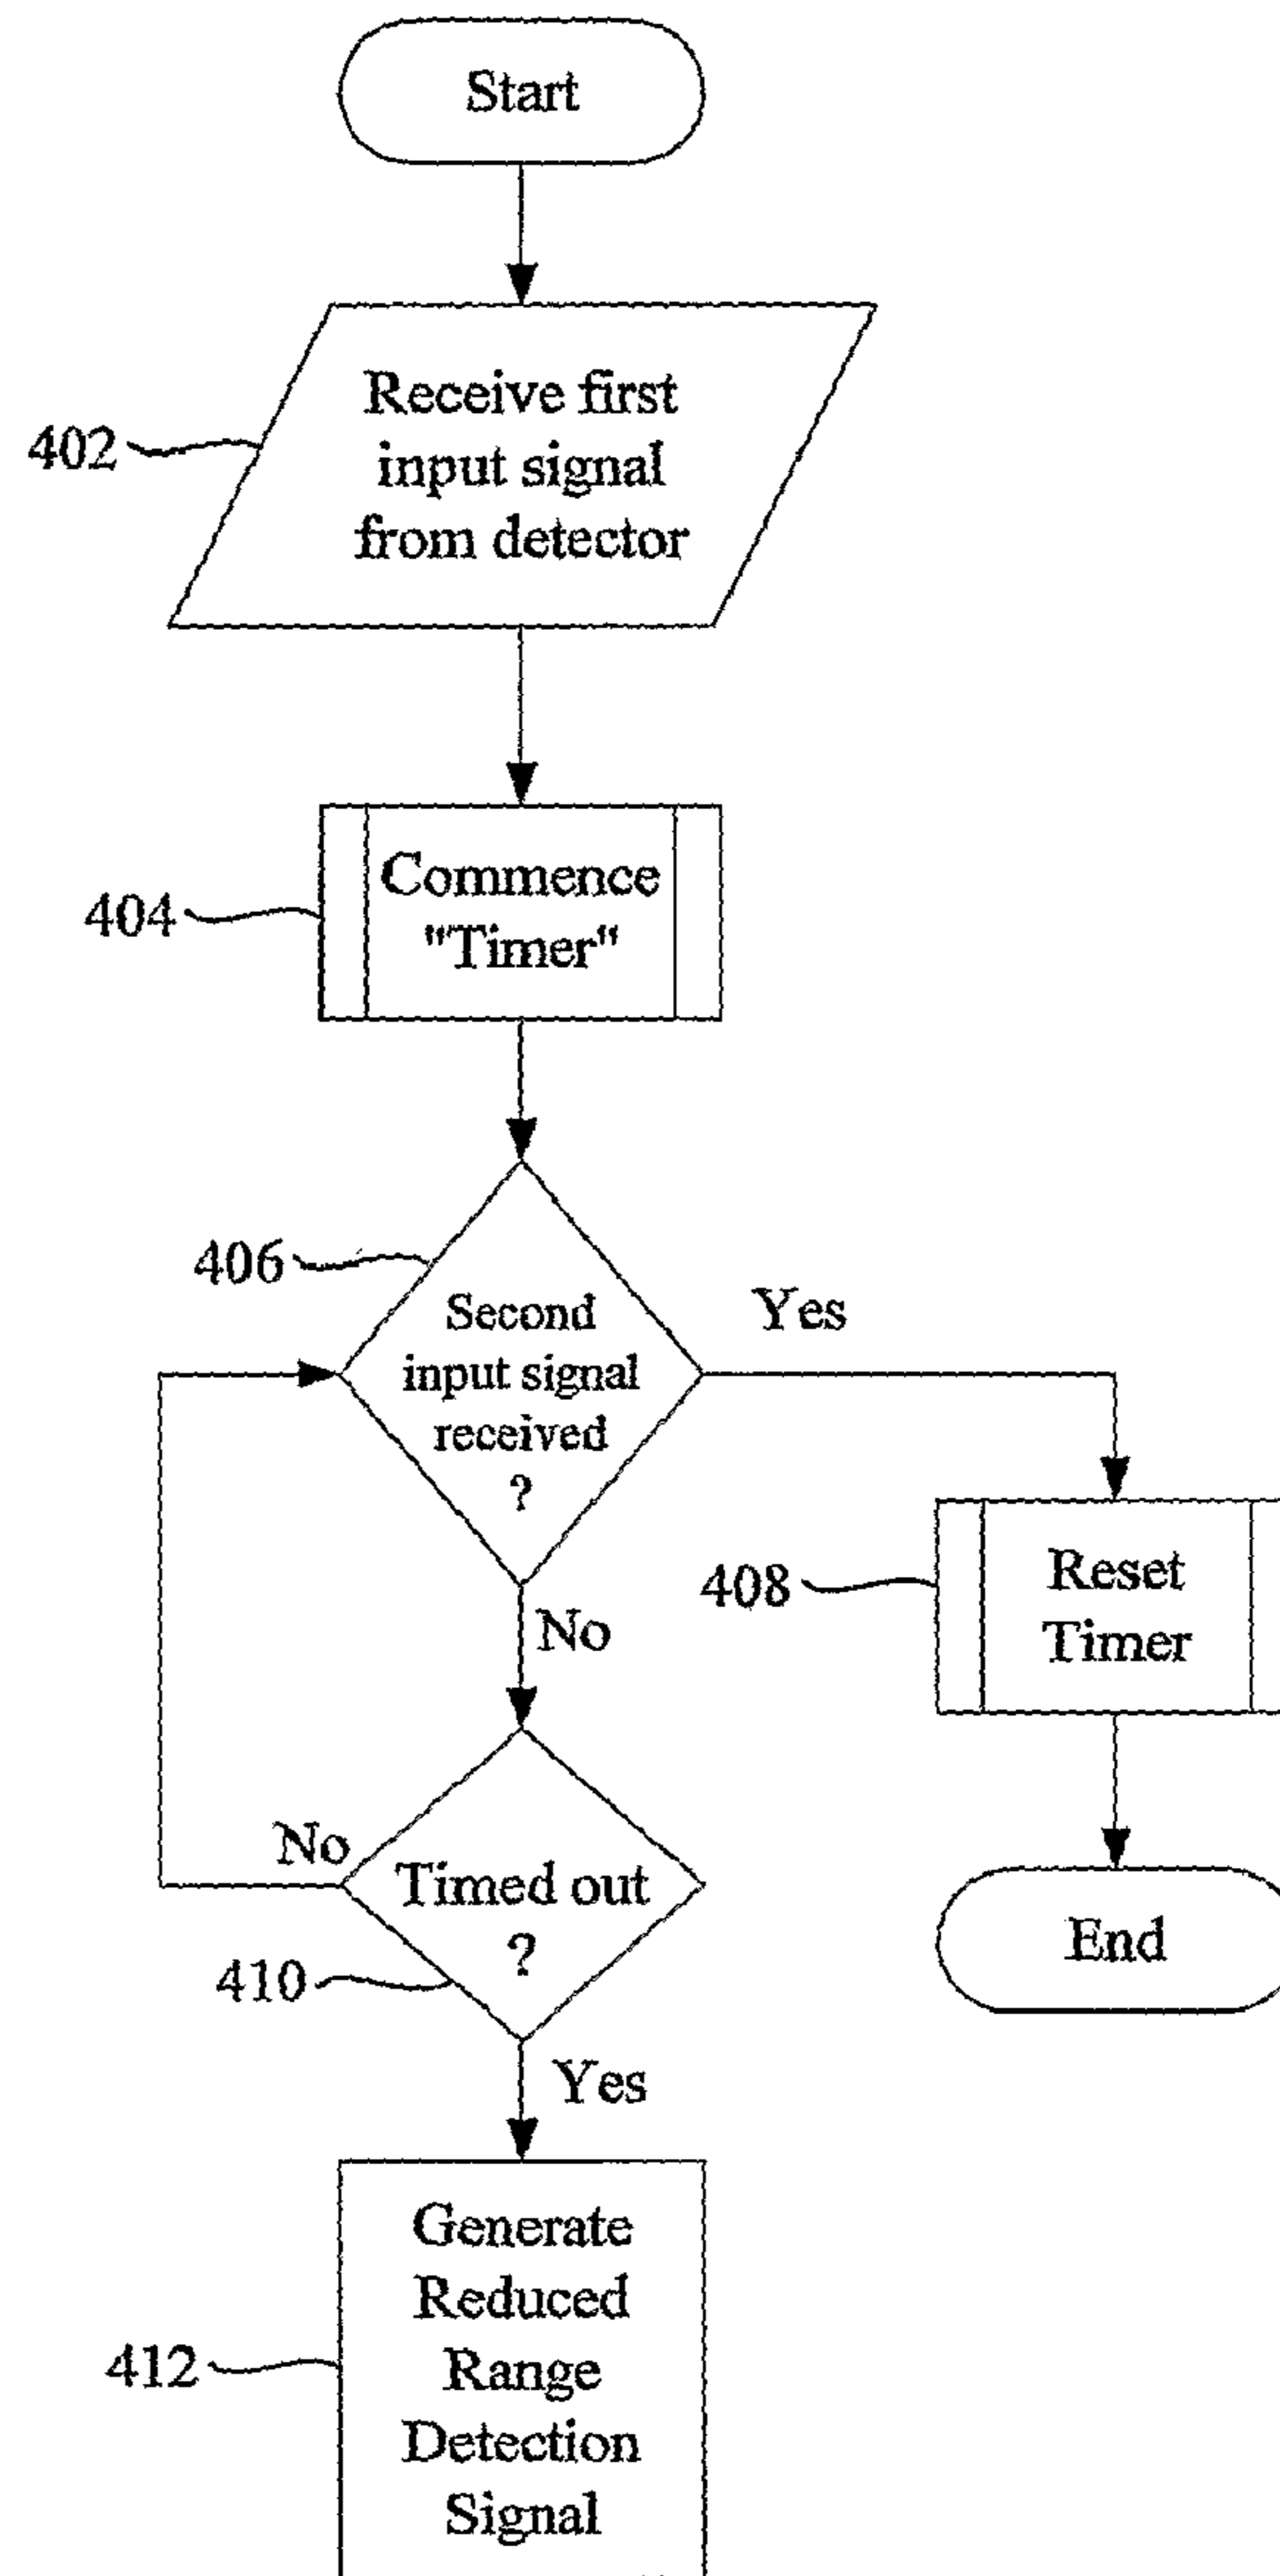 Start
402
Receive first
input signal
from detector
404
Commence
"Timer"
406
Second
input signal
received
?
Yes
No
408
Reset
Timer
No
Timed out
?
410
End
Yes
412
Generate
Reduced
Range
Detection
Signal